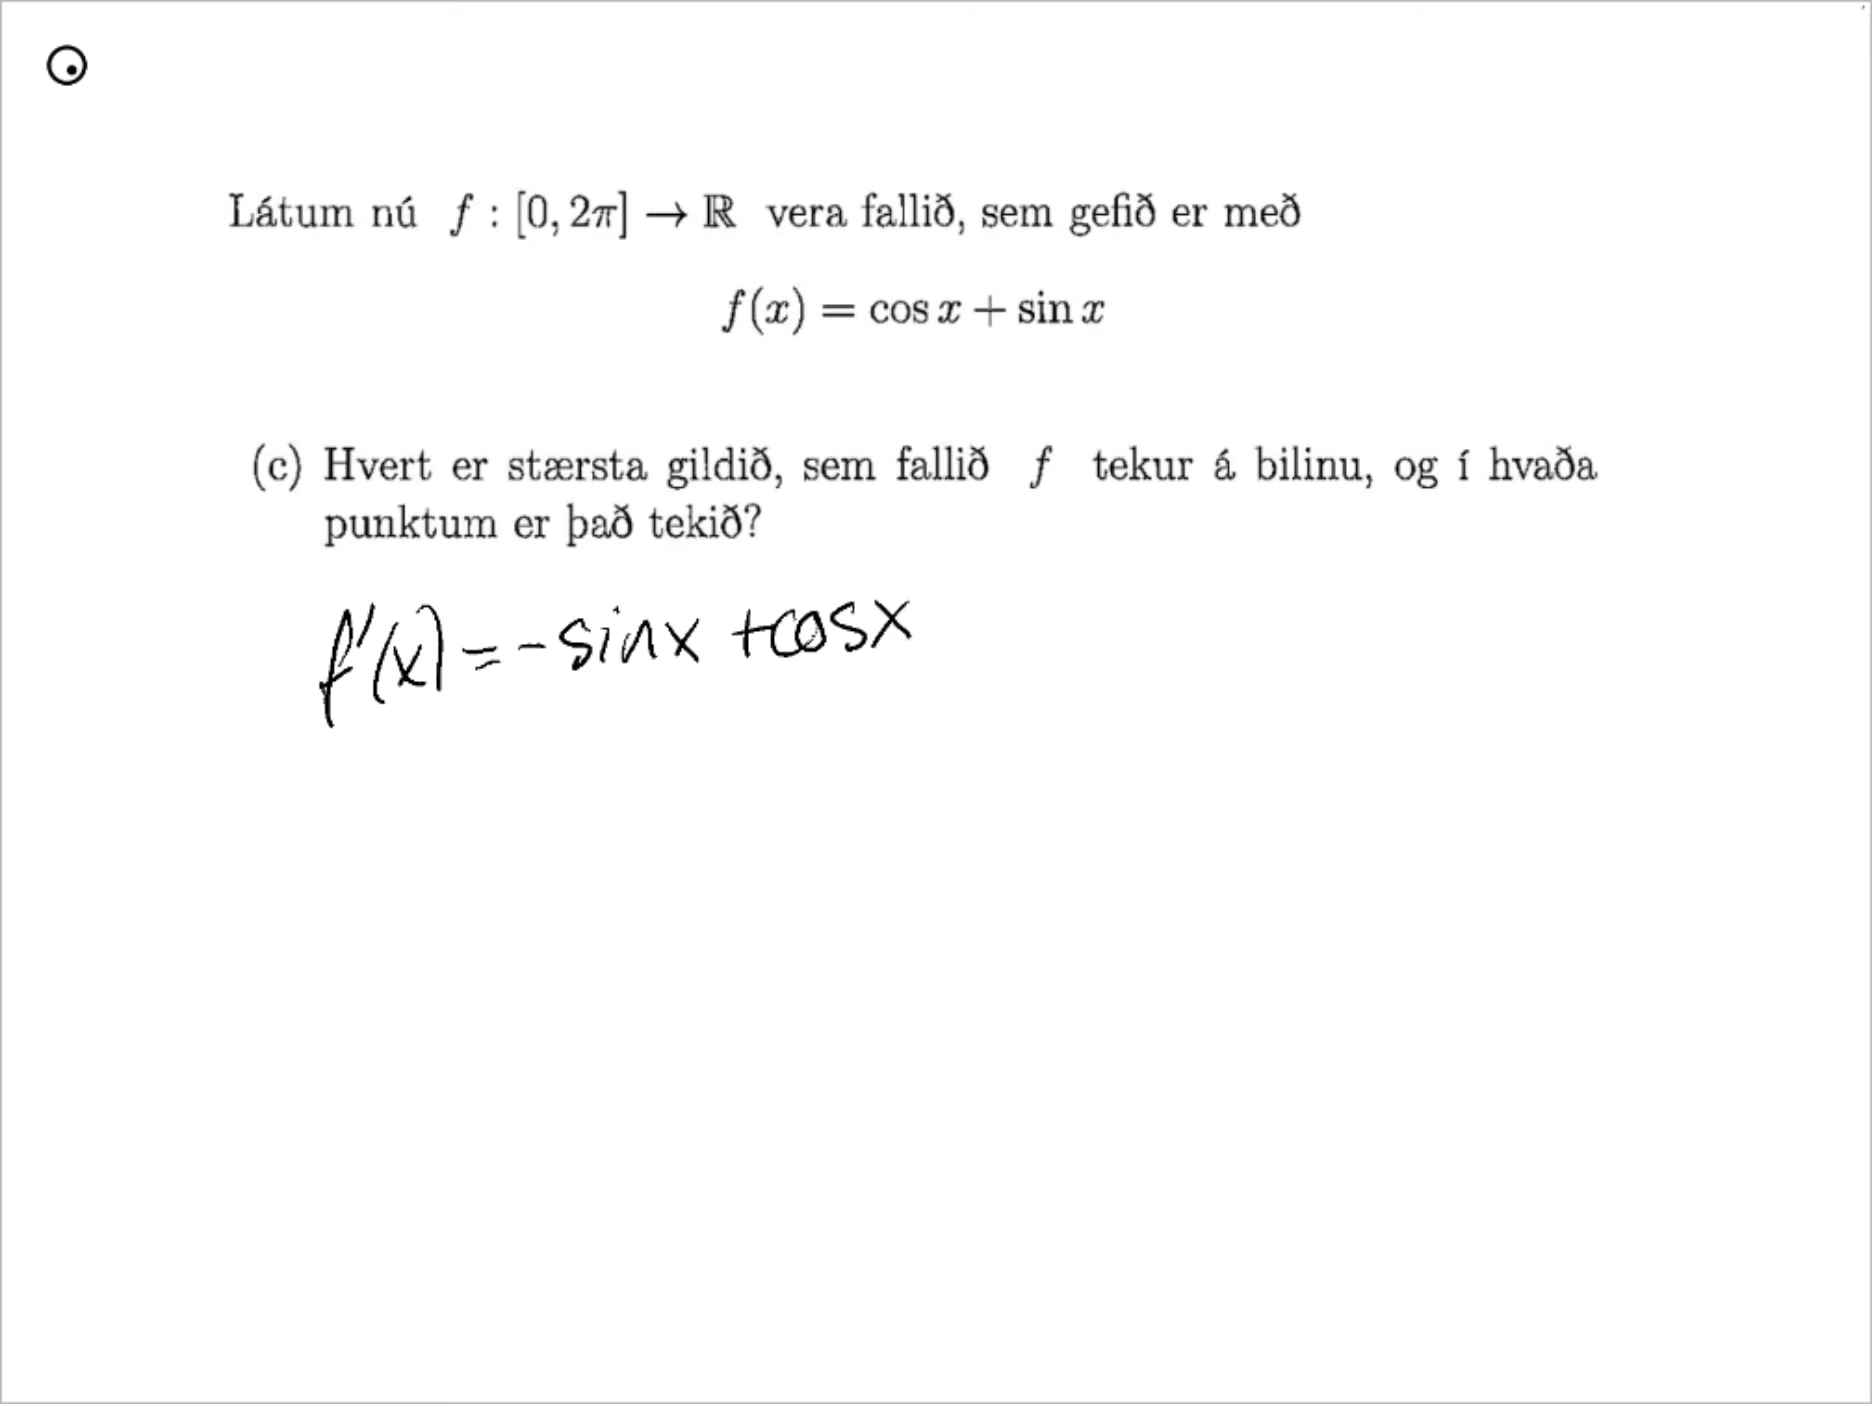 Látum nú f : [0, 2π] → ℝ vera fallið, sem gefið er með
f(x) = cos x + sin x
(c) Hvert er stærsta gildið, sem fallið f tekur á bilinu, og í hvaða
punktum er það tekið?
f'(x) = -sinx +cosx